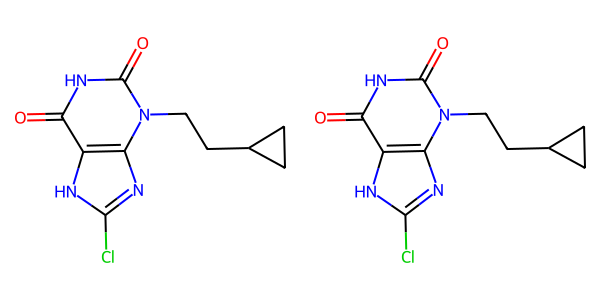 O O
HN HN
O N O N
HN N HN N
Cl Cl